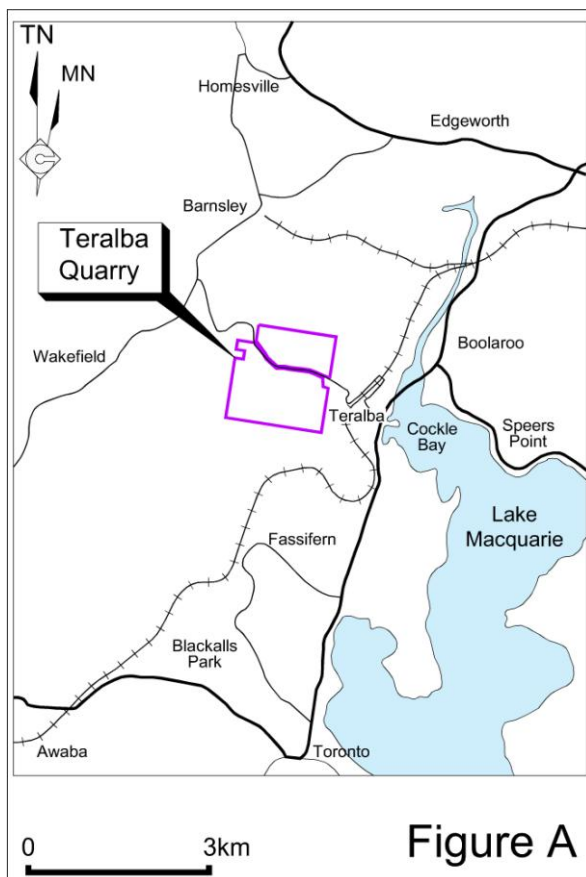 TN
MN
Homesville
Edgeworth
Barnsley
Teralba
Quarry
Wakefield
Boolaroo
Teralba
Cockle
Bay
Speers
Point
Lake
Macquarie
Fassifern
Blackalls
Park
Awaba
Toronto
0 3km
Figure A